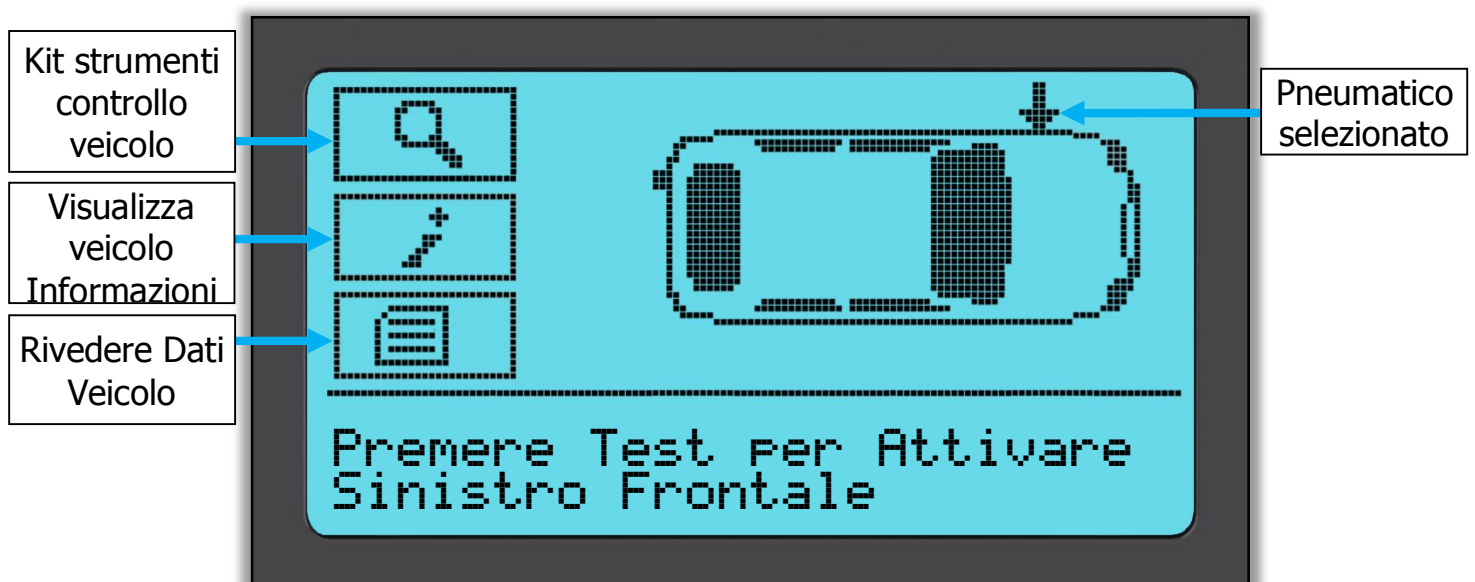 Kit strumenti
controllo
veicolo
Visualizza
veicolo
Informazioni
Rivedere Dati
Veicolo
Pneumatico
selezionato
Premere Test per Attivare
Sinistro Frontale